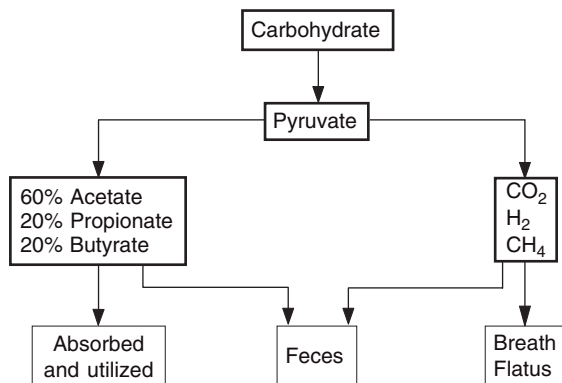 Carbohydrate
Pyruvate
60% Acetate
20% Propionate
20% Butyrate
CO₂
H₂
CH₄
Absorbed
and utilized
Feces
Breath
Flatus